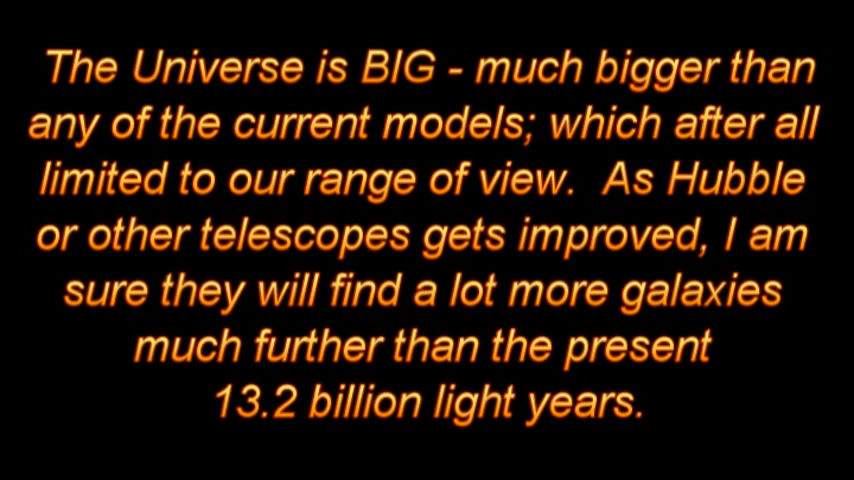 The Universe is BIG - much bigger than
any of the current models; which after all
limited to our range of view.  As Hubble
or other telescopes gets improved, I am
sure they will find a lot more galaxies
much further than the present
13.2 billion light years.